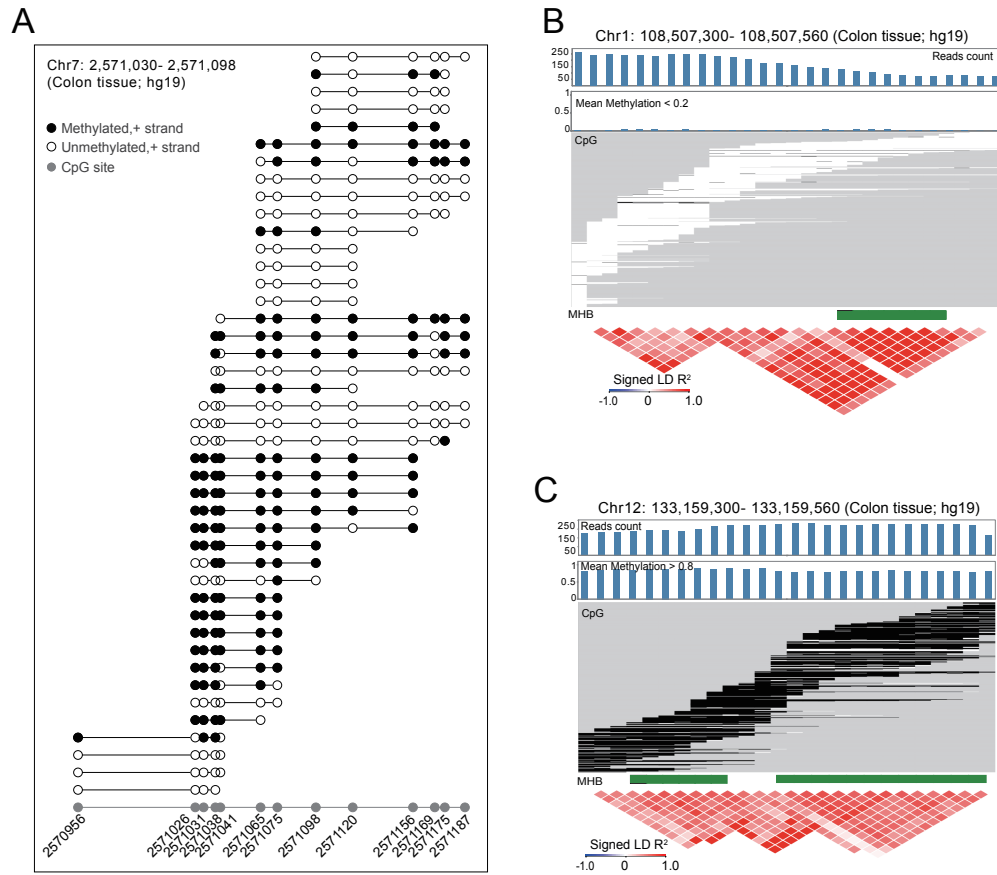 A
Chr7: 2,571,030- 2,571,098
(Colon tissue; hg19)
Methylated,+ strand
Unmethylated,+ strand
CpG site
2570956
2571026
2571031
2571038
2571041
2571065
2571075
2571098
2571120
2571156
2571169
2571175
2571187
B
Chr1: 108,507,300- 108,507,560 (Colon tissue; hg19)
250
150
50
Reads count
1
0.5
0
Mean Methylation < 0.2
CpG
MHB
Signed LD R²
-1.0 0 1.0
C
Chr12: 133,159,300- 133,159,560 (Colon tissue; hg19)
250
150
50
Reads count
1
0.5
0
Mean Methylation > 0.8
CpG
MHB
Signed LD R²
-1.0 0 1.0